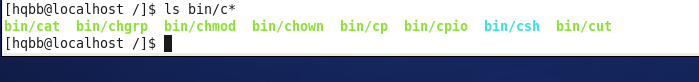 [hqbb@localhost /]$ ls bin/c*
bin/cat bin/chgrp bin/chmod bin/chown bin/cp bin/cpio bin/csh bin/cut
[hqbb@localhost /]$